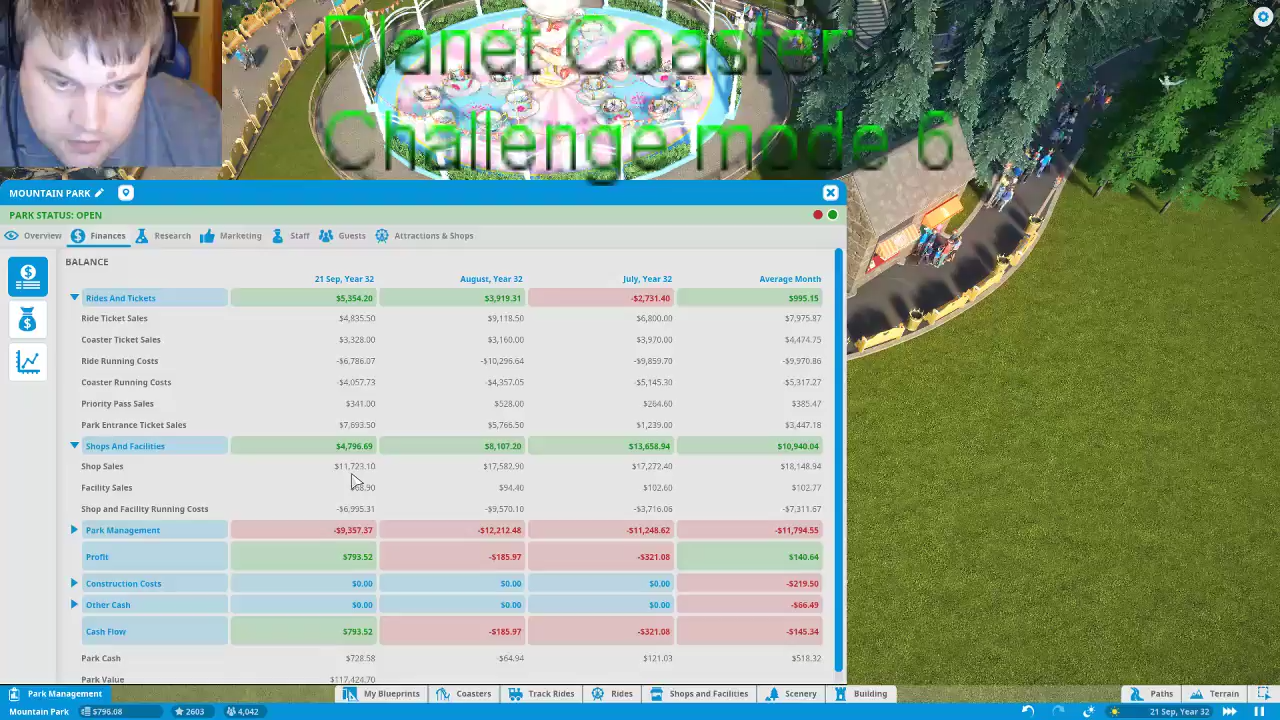 Planet Coaster
Challenge mode 6
MOUNTAIN PARK
PARK STATUS: OPEN
Overview Finances Research Marketing Staff Guests Attractions & Shops
BALANCE
21 Sep, Year 32 August, Year 32 July, Year 32 Average Month
Rides And Tickets $5,354.20 $3,919.31 -$2,731.40 $995.15
Ride Ticket Sales $4,835.50 $9,118.50 $6,800.00 $7,975.87
Coaster Ticket Sales $3,328.00 $3,160.00 $3,970.00 $4,474.75
Ride Running Costs -$6,786.07 -$10,296.64 -$9,859.70 -$9,970.86
Coaster Running Costs -$4,057.73 -$4,357.05 -$5,145.30 -$5,317.27
Priority Pass Sales $341.00 $528.00 $264.60 $385.47
Park Entrance Ticket Sales $7,693.50 $5,766.50 $1,239.00 $3,447.18
Shops And Facilities $4,796.69 $8,107.20 $13,658.94 $10,940.04
Shop Sales $11,723.10 $17,582.90 $17,272.40 $18,148.94
Facility Sales $94.40 $102.60 $102.77
Shop and Facility Running Costs -$6,995.31 -$9,570.10 -$3,716.06 -$7,311.67
Park Management -$9,357.37 -$12,212.48 -$11,248.62 -$11,794.55
Profit $793.52 -$185.97 -$321.08 $140.64
Construction Costs $0.00 $0.00 $0.00 -$219.50
Other Cash $0.00 $0.00 $0.00 -$66.49
Cash Flow $793.52 -$185.97 -$321.08 -$145.34
Park Cash $728.58 -$64.94 $121.03 $518.32
Park Value $117,424.70
Park Management My Blueprints Coasters Track Rides Rides Shops and Facilities Scenery Building Paths Terrain
Mountain Park $796.08 2603 4,042 21 Sep, Year 32